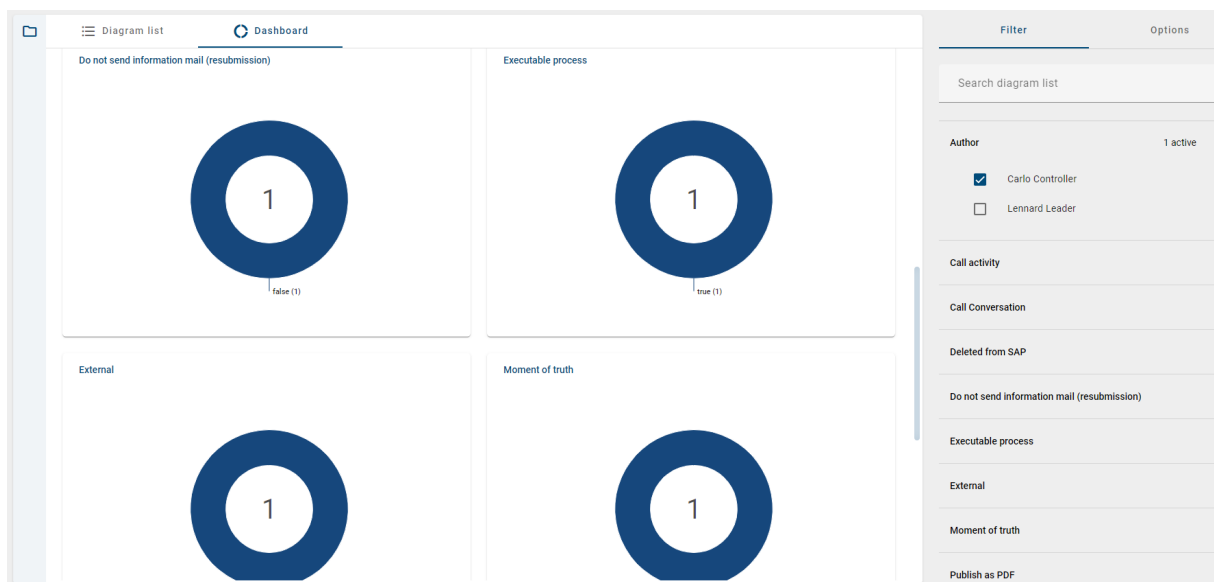 Diagram list
Dashboard
Filter
Options
Do not send information mail (resubmission)
Executable process
1
false (1)
1
true (1)
External
Moment of truth
1
1
Search diagram list
Author 1 active
Carlo Controller
Lennard Leader
Call activity
Call Conversation
Deleted from SAP
Do not send information mail (resubmission)
Executable process
External
Moment of truth
Publish as PDF